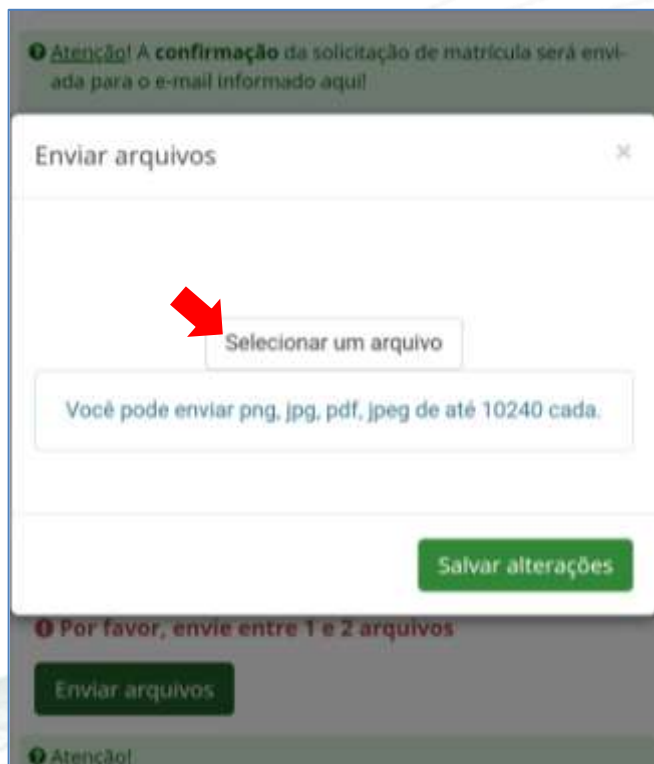 Atenção! A confirmação da solicitação de matrícula será envi-
ada para o e-mail informado aqui!
Enviar arquivos
×
Selecionar um arquivo
Você pode enviar png, jpg, pdf, jpeg de até 10240 cada.
Salvar alterações
Por favor, envie entre 1 e 2 arquivos
Enviar arquivos
Atenção!